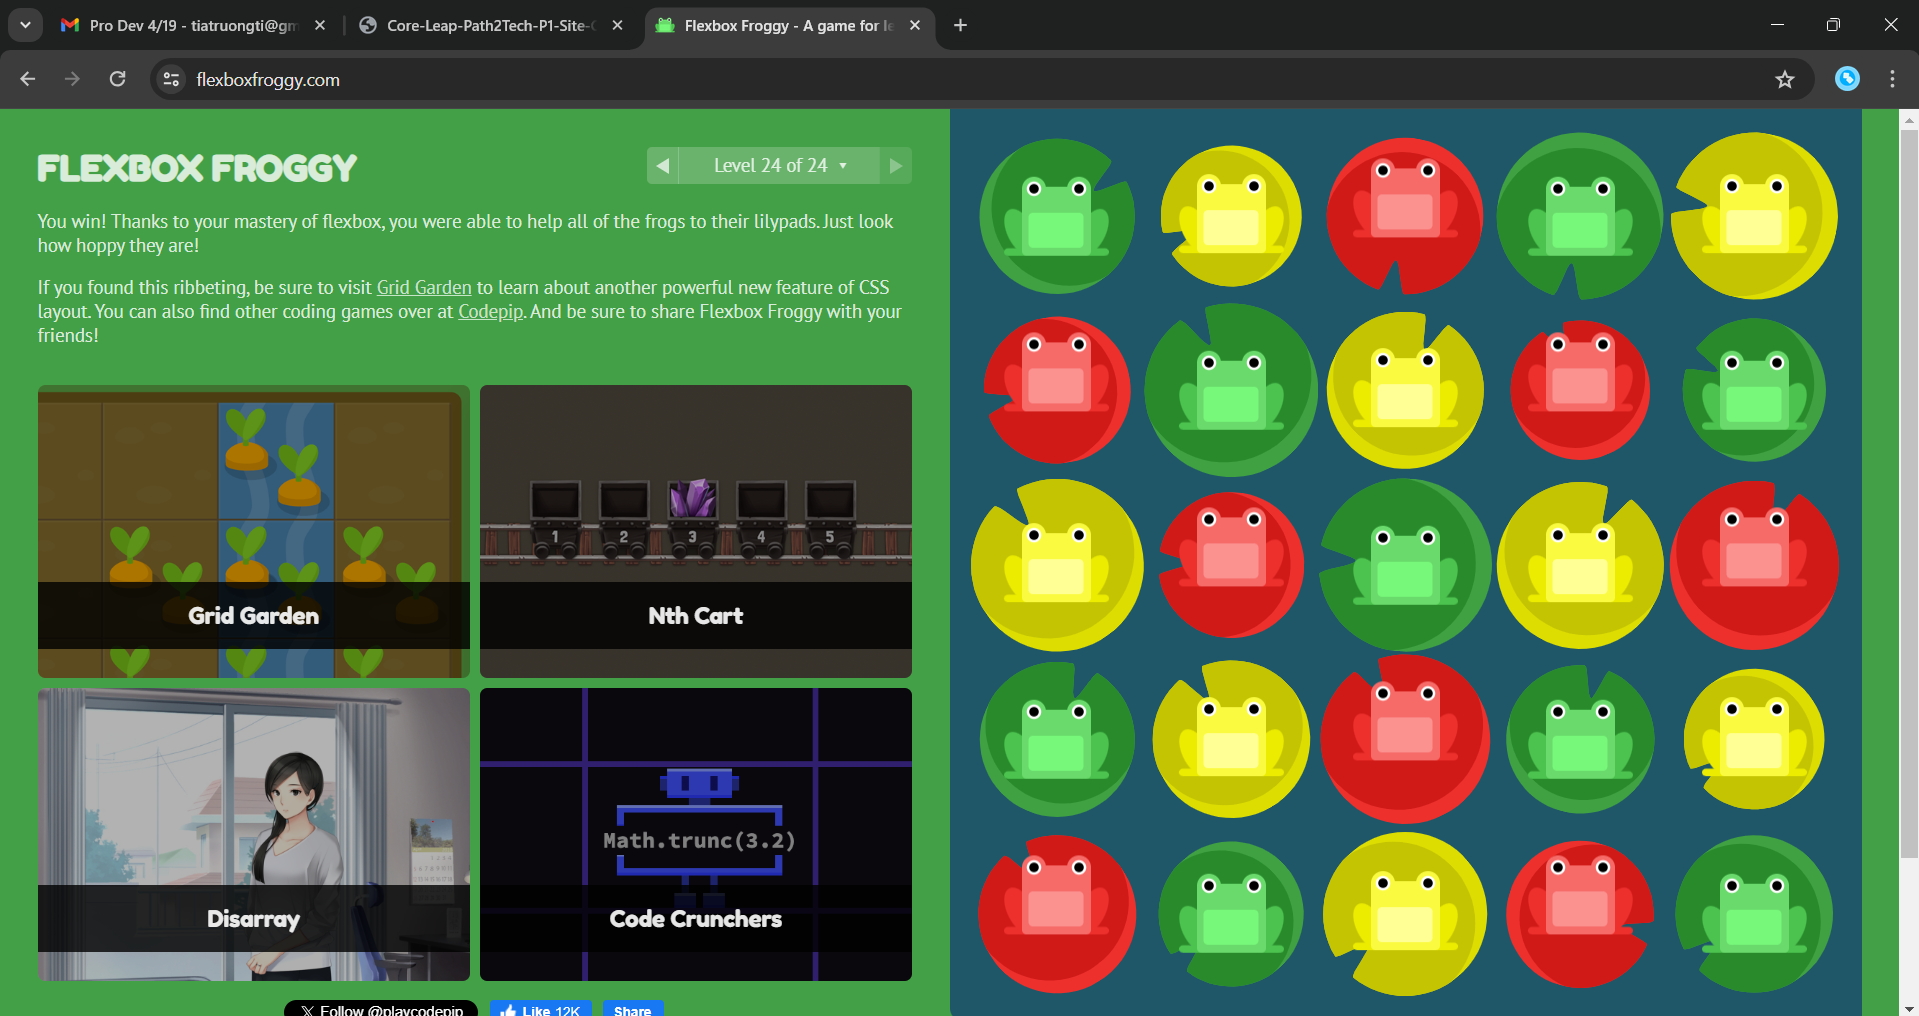 Pro Dev 4/19 - tiatruongti@gm
Core-Leap-Path2Tech-P1-Site-
Flexbox Froggy - A game for le
flexboxfroggy.com
FLEXBOX FROGGY
Level 24 of 24
You win! Thanks to your mastery of flexbox, you were able to help all of the frogs to their lilypads. Just look
how hoppy they are!
If you found this ribbeting, be sure to visit Grid Garden to learn about another powerful new feature of CSS
layout. You can also find other coding games over at Codepip. And be sure to share Flexbox Froggy with your
friends!
1 2 3 4 5
Grid Garden
Nth Cart
Math.trunc(3.2)
Disarray
Code Crunchers
X Follow @playcodepip
Like 12K
Share